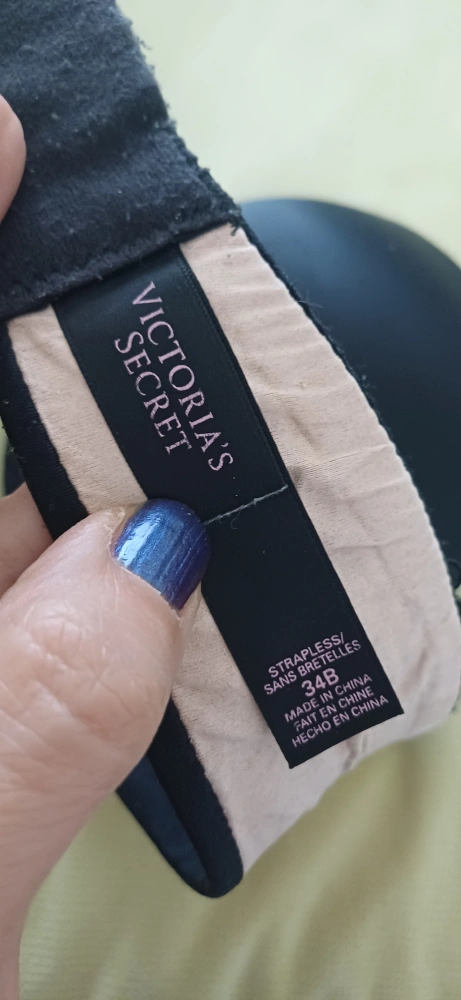 VICTORIA'S
SECRET
STRAPLESS/
SANS BRETELLES
34B
MADE IN CHINA
FAIT EN CHINE
HECHO EN CHINA